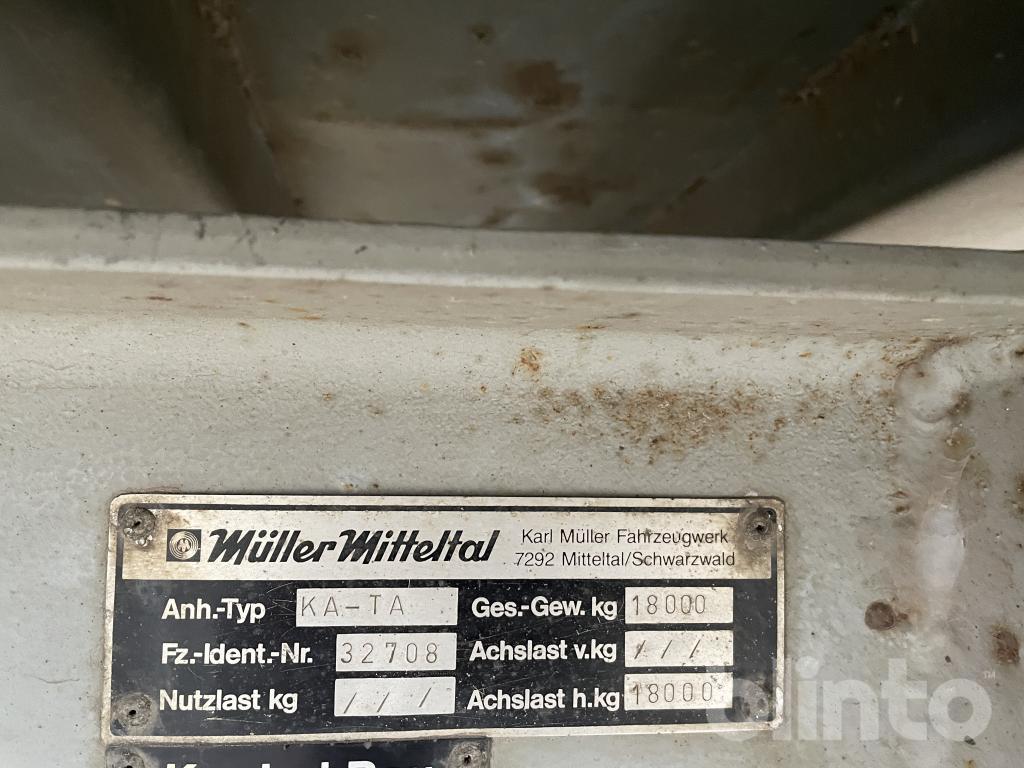 Müller Mitteltal
Karl Müller Fahrzeugwerk
7292 Mitteltal/Schwarzwald
Anh.-Typ KA-TA Ges.-Gew. kg 18000
Fz.-Ident.-Nr. 32708 Achslast v.kg ///
Nutzlast kg /// Achslast h.kg 18000
blinto™